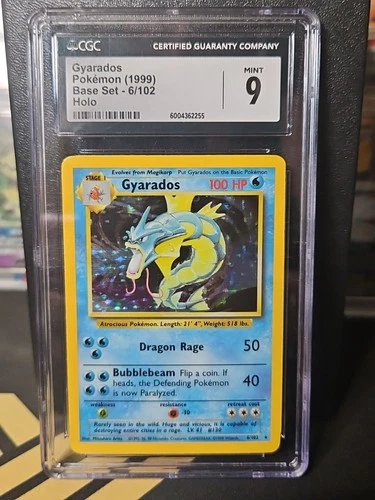 CGC CERTIFIED GUARANTY COMPANY
Gyarados
Pokémon (1999)
Base Set - 6/102
Holo
MINT
9
6004362255
STAGE 1 Evolves from Magikarp Put Gyarados on the Basic Pokémon
Gyarados 100 HP
Atrocious Pokémon. Length: 21' 4", Weight: 518 lbs.
Dragon Rage 50
Bubblebeam Flip a coin. If
heads, the Defending Pokémon
is now Paralyzed. 40
weakness resistance retreat cost
-30
Rarely seen in the wild. Huge and vicious, it is capable of
destroying entire cities in a rage. LV. 41 #130
6/102